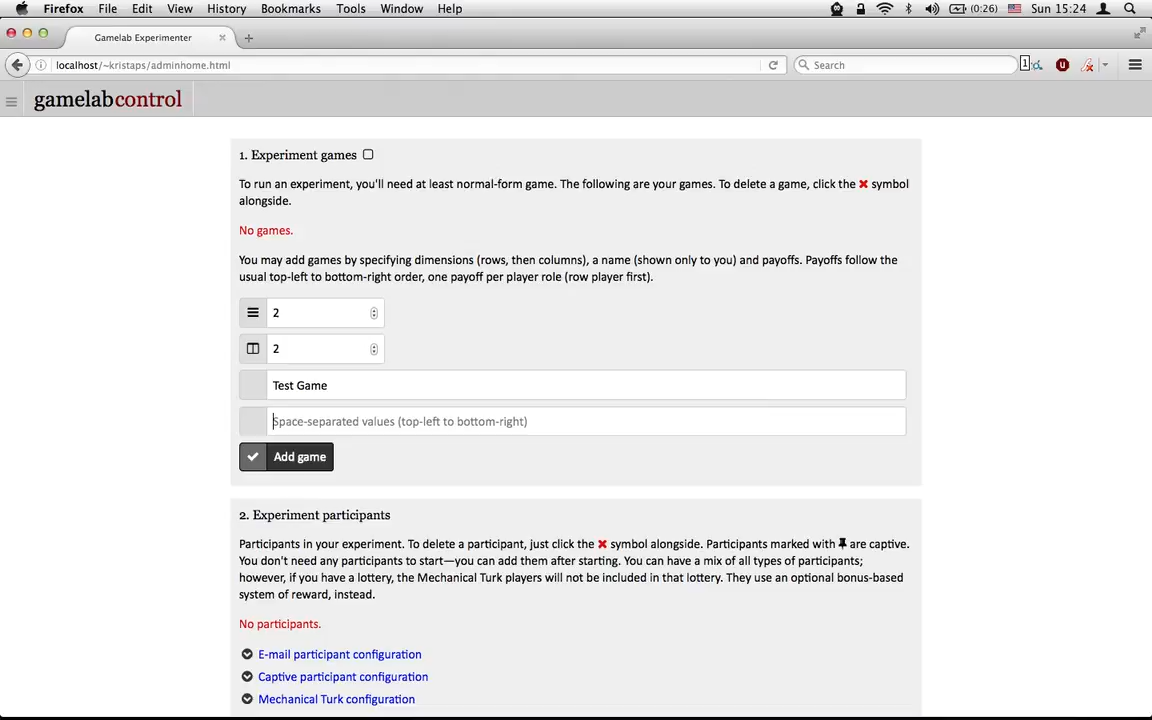 Firefox File Edit View History Bookmarks Tools Window Help (0:26) Sun 15:24
Gamelab Experimenter
localhost/~kristaps/adminhome.html Search 1
gamelabcontrol
1. Experiment games
To run an experiment, you'll need at least normal-form game. The following are your games. To delete a game, click the ✖ symbol
alongside.
No games.
You may add games by specifying dimensions (rows, then columns), a name (shown only to you) and payoffs. Payoffs follow the
usual top-left to bottom-right order, one payoff per player role (row player first).
2
2
Test Game
Space-separated values (top-left to bottom-right)
Add game
2. Experiment participants
Participants in your experiment. To delete a participant, just click the ✖ symbol alongside. Participants marked with 📌 are captive.
You don't need any participants to start—you can add them after starting. You can have a mix of all types of participants;
however, if you have a lottery, the Mechanical Turk players will not be included in that lottery. They use an optional bonus-based
system of reward, instead.
No participants.
E-mail participant configuration
Captive participant configuration
Mechanical Turk configuration